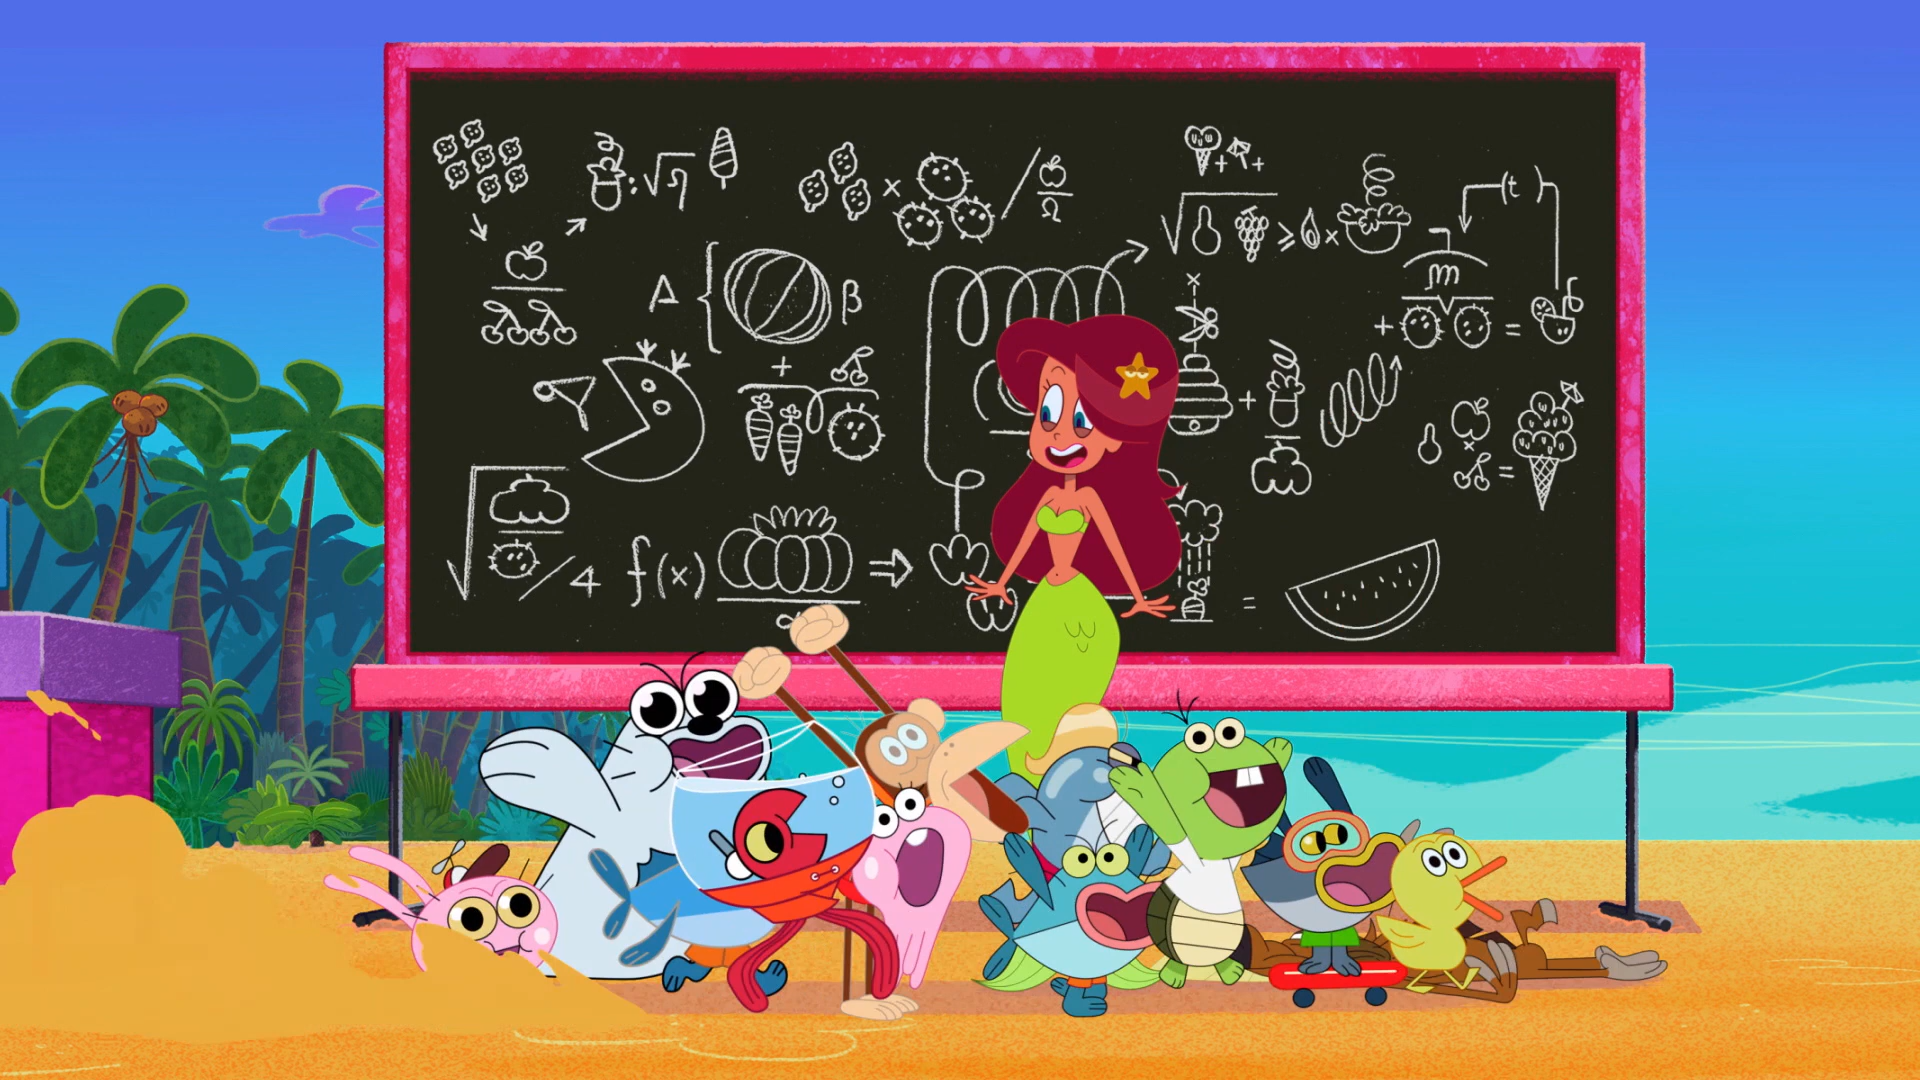 : √Ω
× / Ω
+ +
√ ≥ ×
(t)
Δ { β
m
+ =
×
+
+
× =
√ / 4 f(x) ⇒
α
=